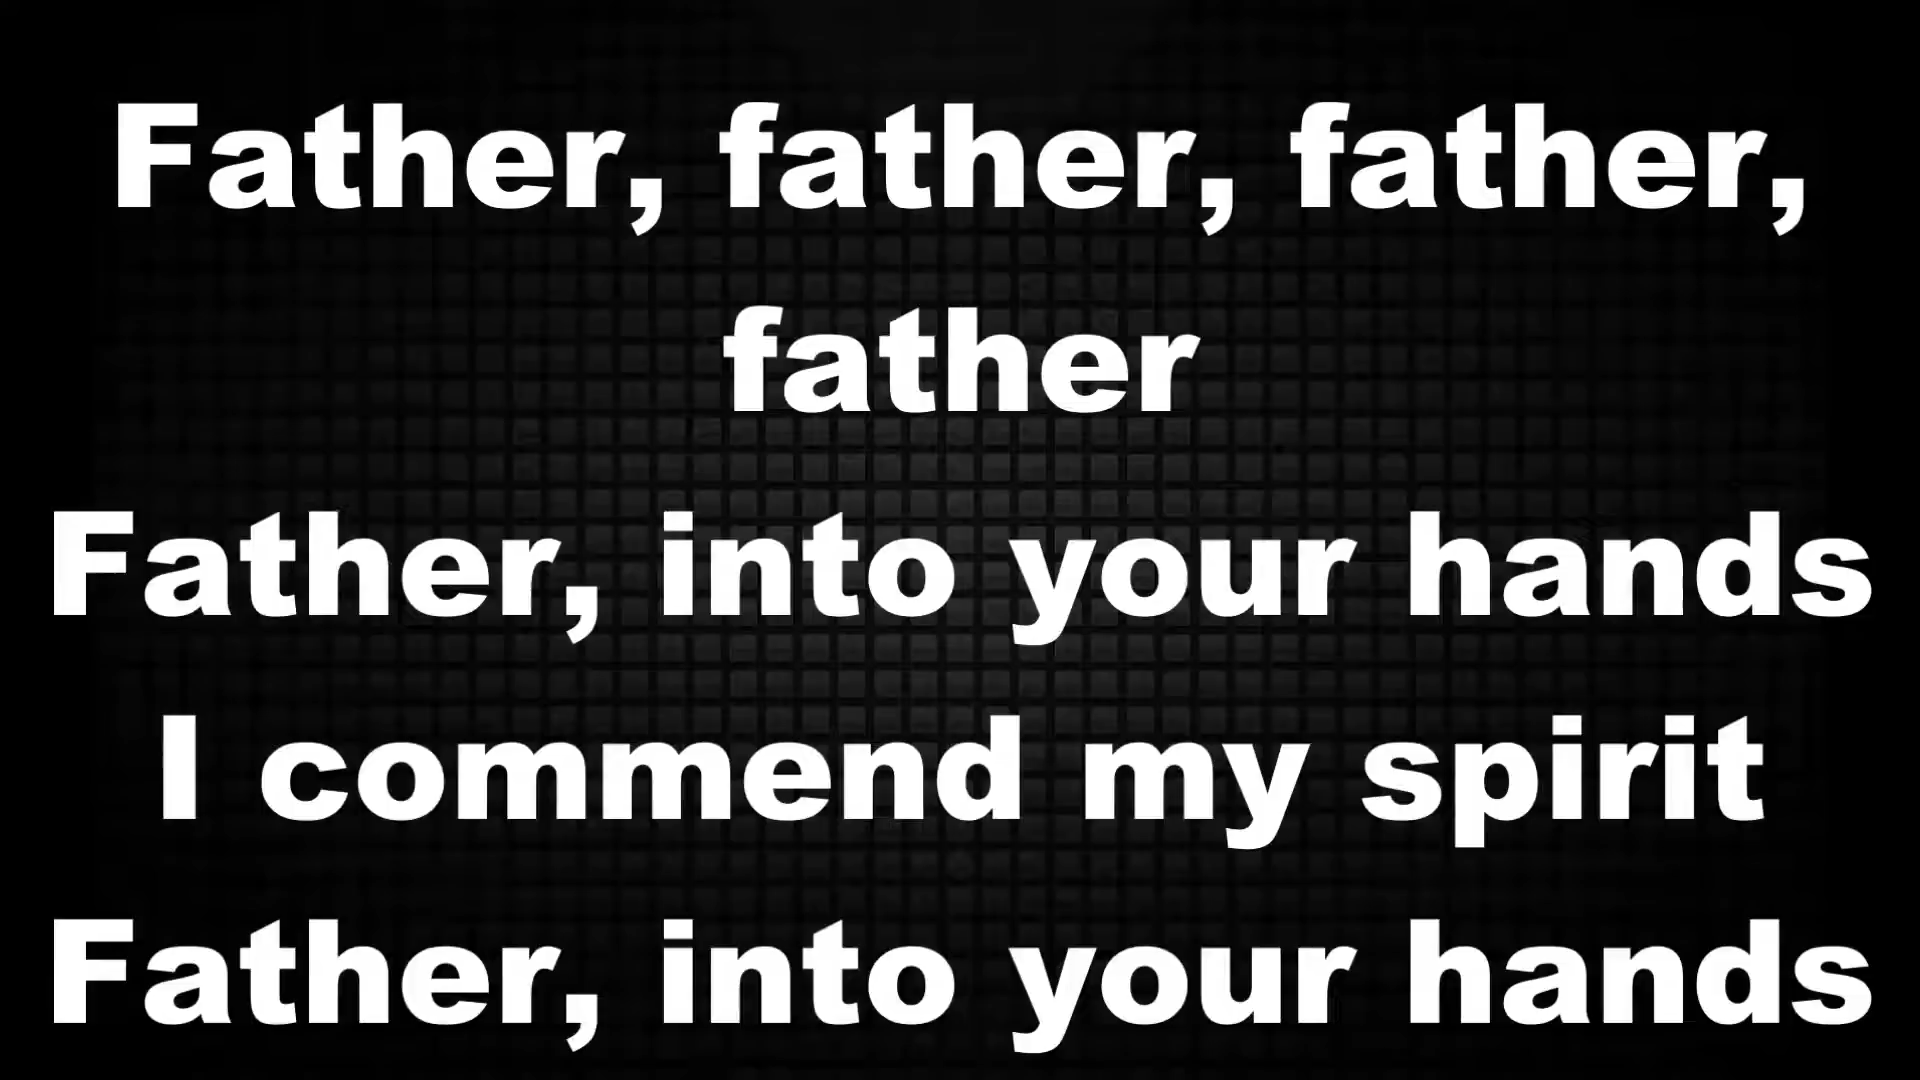 Father, father, father,
father
Father, into your hands
I commend my spirit
Father, into your hands